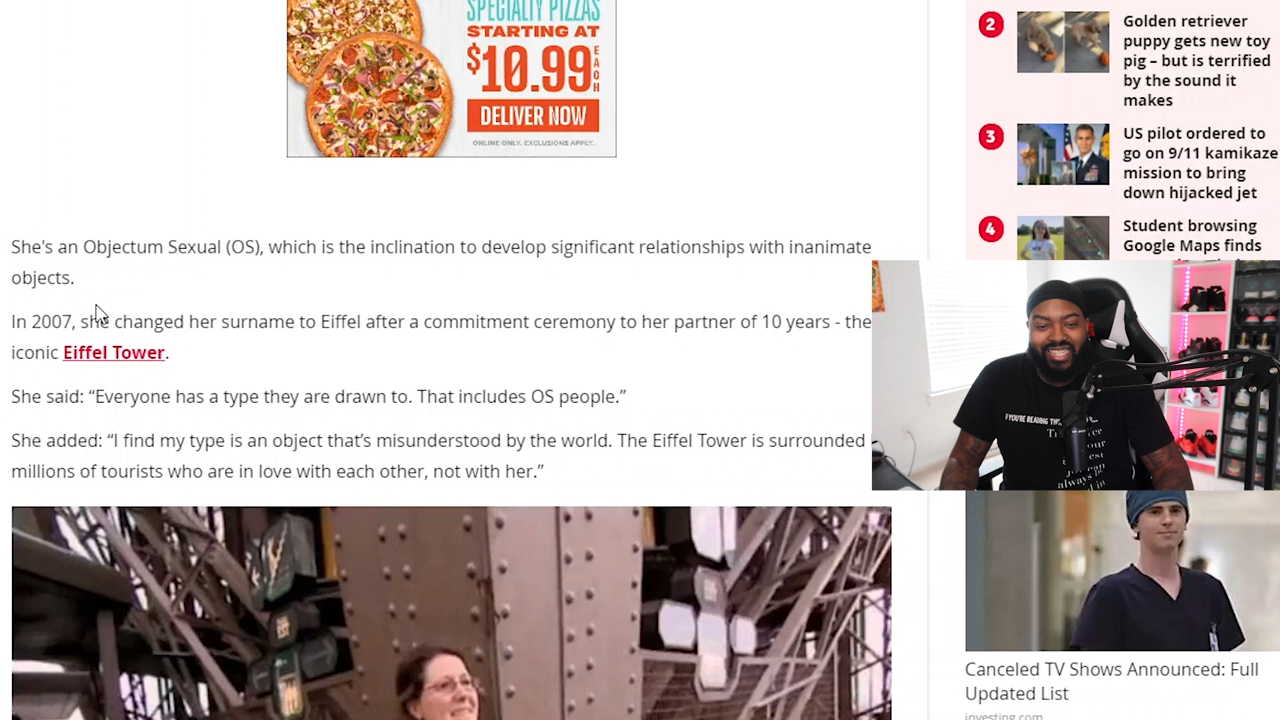 SPECIALTY PIZZAS
STARTING AT
$10.99 EACH
DELIVER NOW
ONLINE ONLY. EXCLUSIONS APPLY.
She's an Objectum Sexual (OS), which is the inclination to develop significant relationships with inanimate
objects.
In 2007, she changed her surname to Eiffel after a commitment ceremony to her partner of 10 years - the
iconic Eiffel Tower.
She said: “Everyone has a type they are drawn to. That includes OS people.”
She added: “I find my type is an object that’s misunderstood by the world. The Eiffel Tower is surrounded
millions of tourists who are in love with each other, not with her.”
2
Golden retriever
puppy gets new toy
pig – but is terrified
by the sound it
makes
3
US pilot ordered to
go on 9/11 kamikaze
mission to bring
down hijacked jet
4
Student browsing
Google Maps finds
IF YOU'RE READING
Canceled TV Shows Announced: Full
Updated List
investing.com